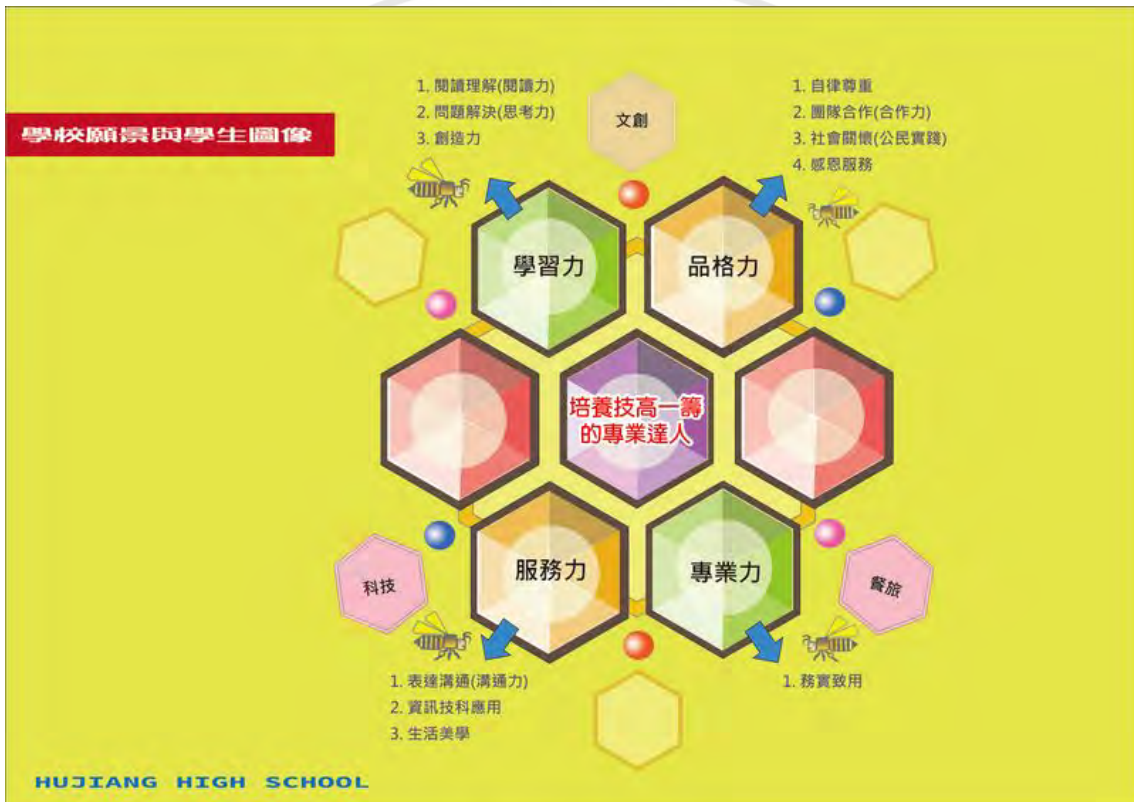 學校願景與學生圖像
1. 閱讀理解(閱讀力)
2. 問題解決(思考力)
3. 創造力
文創
1. 自律尊重
2. 團隊合作(合作力)
3. 社會關懷(公民實踐)
4. 感恩服務
學習力
品格力
培養技高一籌
的專業達人
服務力
專業力
科技
餐旅
1. 表達溝通(溝通力)
2. 資訊技科應用
3. 生活美學
1. 務實致用
HUJIANG HIGH SCHOOL